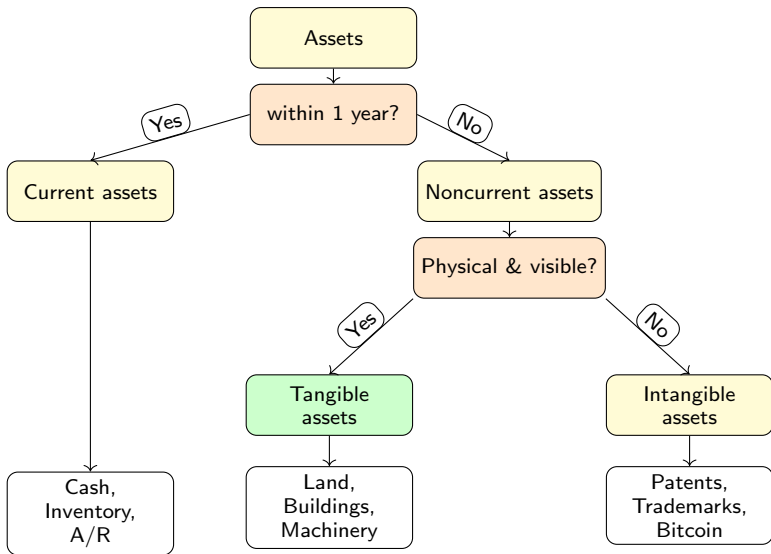 Assets
within 1 year?
Yes
No
Current assets
Noncurrent assets
Physical & visible?
Yes
No
Tangible
assets
Intangible
assets
Cash,
Inventory,
A/R
Land,
Buildings,
Machinery
Patents,
Trademarks,
Bitcoin